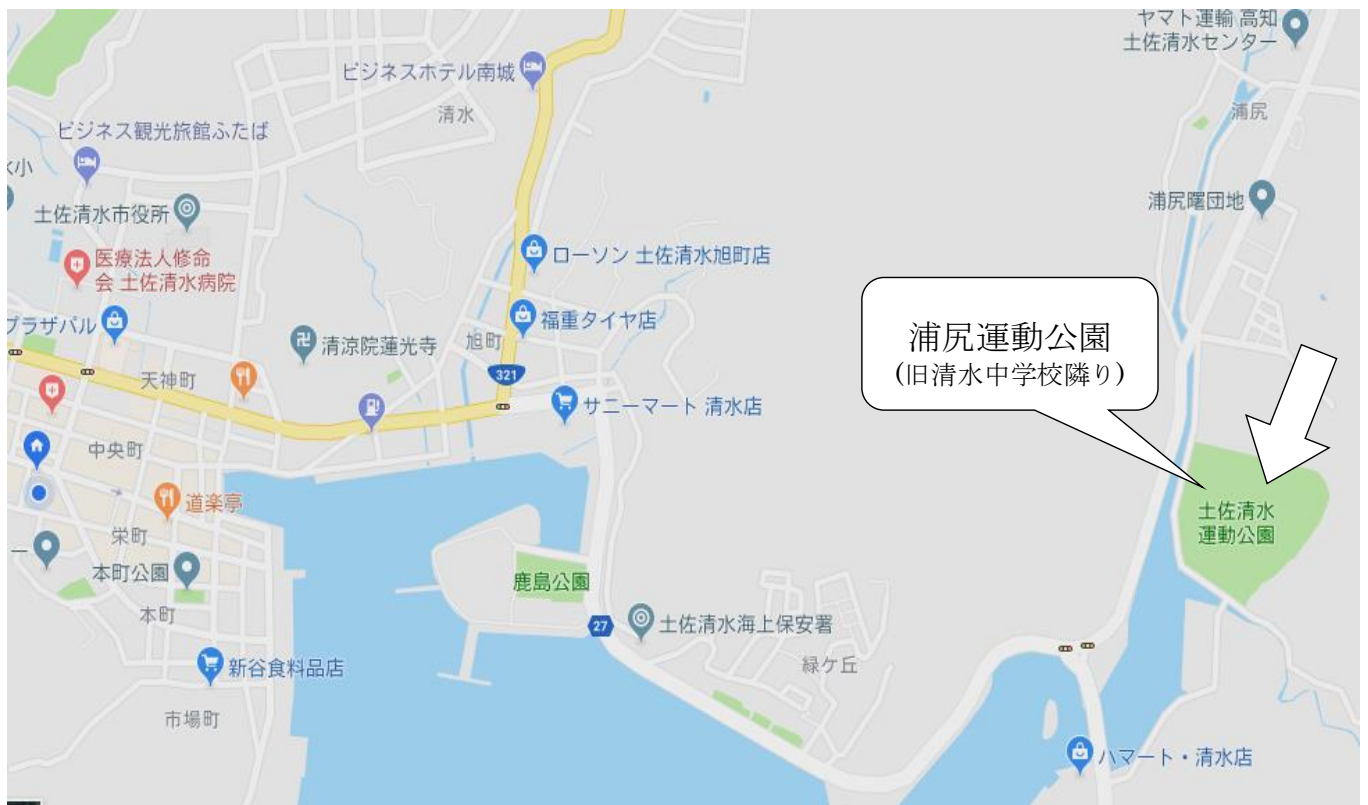 ヤマト運輸 高知
土佐清水センター
ビジネスホテル南城
清水
浦尻
ビジネス観光旅館ふたば
水小
浦尻曙団地
土佐清水市役所
医療法人修命
会 土佐清水病院
ローソン 土佐清水旭町店
プラザパル
福重タイヤ店
清涼院蓮光寺
旭町
浦尻運動公園
(旧清水中学校隣り)
天神町
321
サニーマート 清水店
中央町
道楽亭
土佐清水
運動公園
栄町
ー
本町公園
鹿島公園
本町
27
土佐清水海上保安署
緑ケ丘
新谷食料品店
市場町
ハマート・清水店